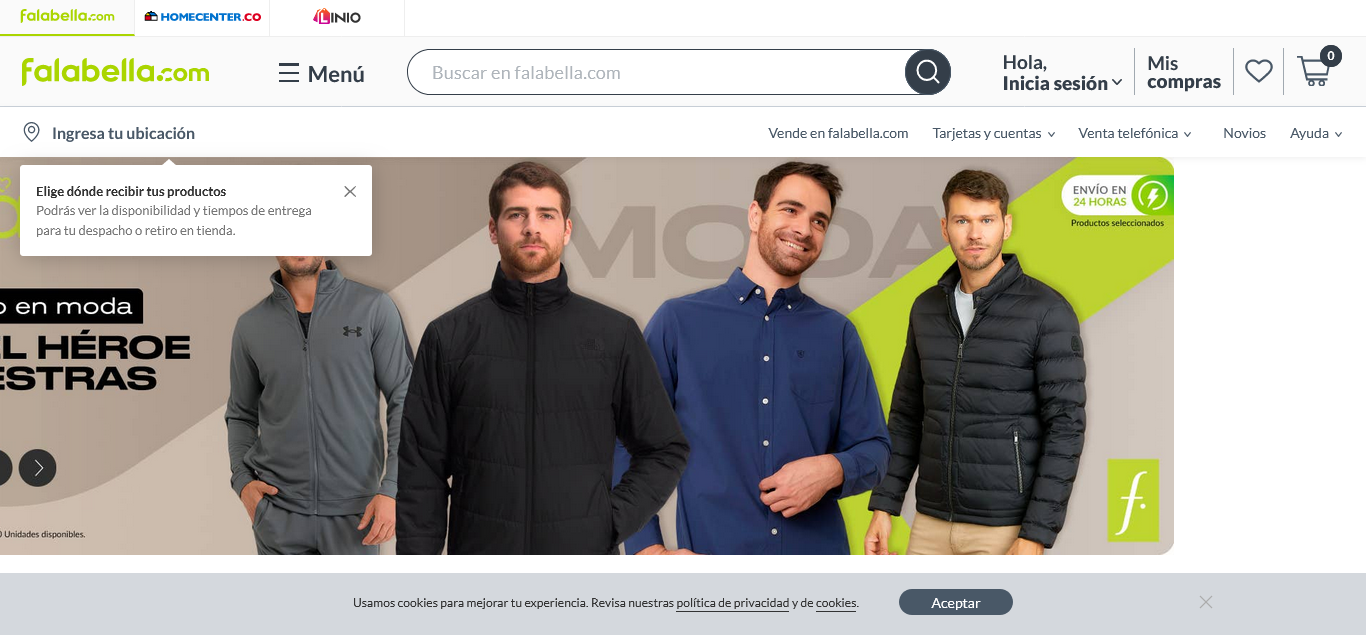 falabella.com
HOMECENTER.CO
LINIO
falabella.com
Menú
Buscar en falabella.com
Hola,
Inicia sesión
Mis
compras
0
Ingresa tu ubicación
Vende en falabella.com
Tarjetas y cuentas
Venta telefónica
Novios
Ayuda
Elige dónde recibir tus productos
Podrás ver la disponibilidad y tiempos de entrega
para tu despacho o retiro en tienda.
MODA
ENVÍO EN
24 HORAS
Productos seleccionados
o en moda
EL HÉROE
ESTRAS
0 Unidades disponibles.
f.
Usamos cookies para mejorar tu experiencia. Revisa nuestras política de privacidad y de cookies.
Aceptar